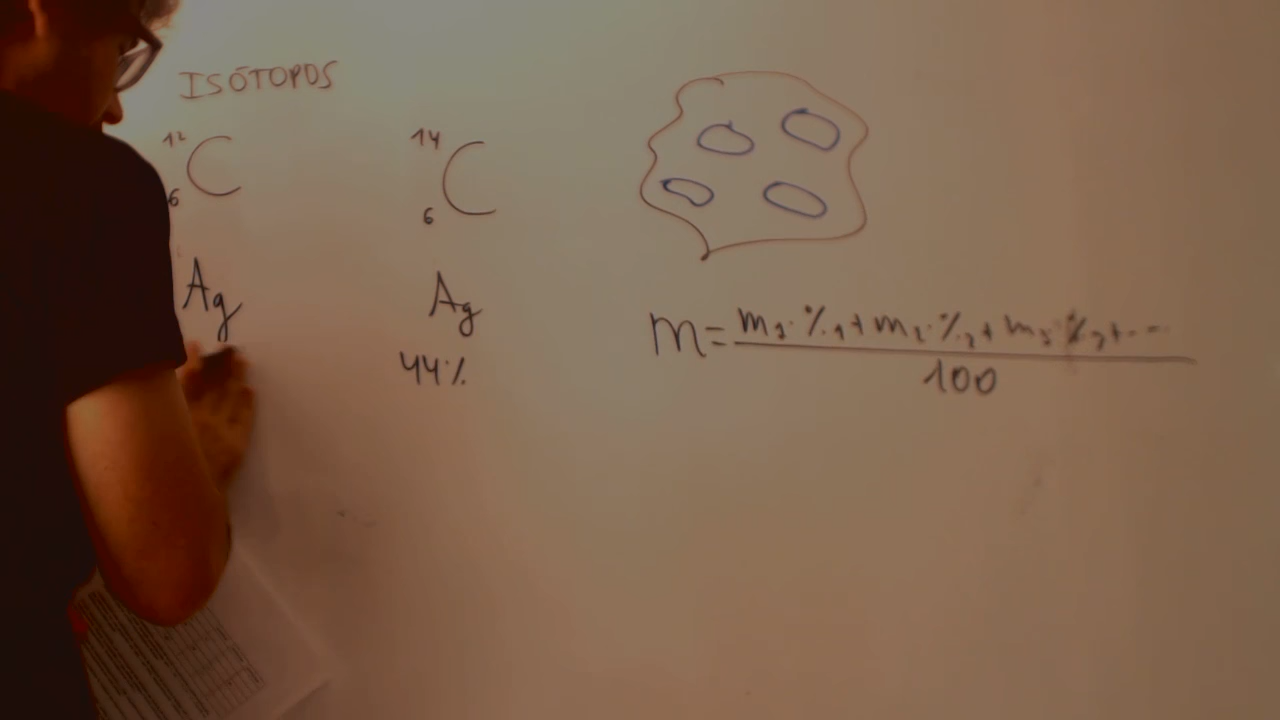 ISÓTOPOS
12 6 C 14 6 C
Ag Ag
44%
m = m₁·%₁ + m₂·%₂ + m₃·%₃ + ---
100